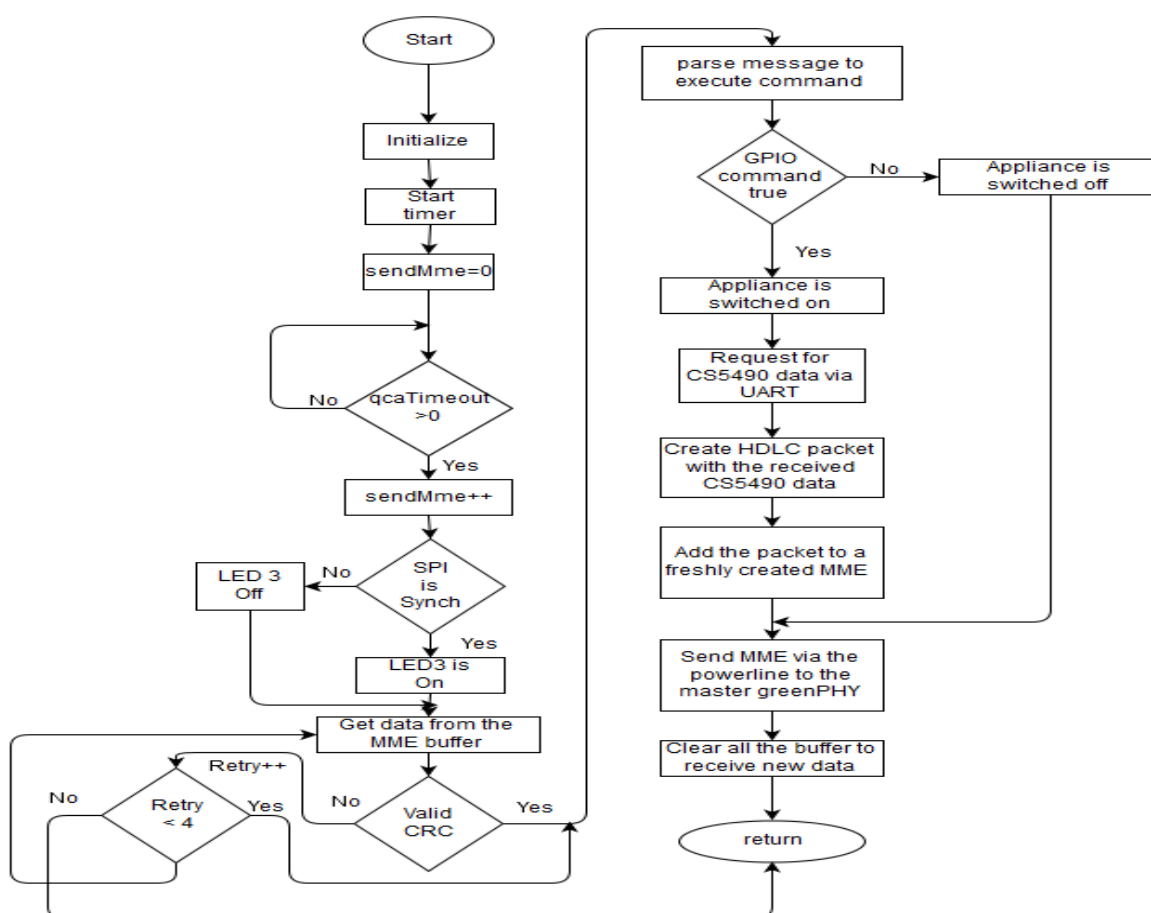 Start
Initialize
Start
timer
sendMme=0
No
qcaTimeout
>0
Yes
sendMme++
No
SPI
is
Synch
LED 3
Off
Yes
LED3 is
On
Get data from the
MME buffer
Retry++
No
Retry
< 4
Yes
No
Valid
CRC
Yes
parse message to
execute command
GPIO
command
true
No
Appliance is
switched off
Yes
Appliance is
switched on
Request for
CS5490 data via
UART
Create HDLC packet
with the received
CS5490 data
Add the packet to a
freshly created MME
Send MME via the
powerline to the
master greenPHY
Clear all the buffer to
receive new data
return